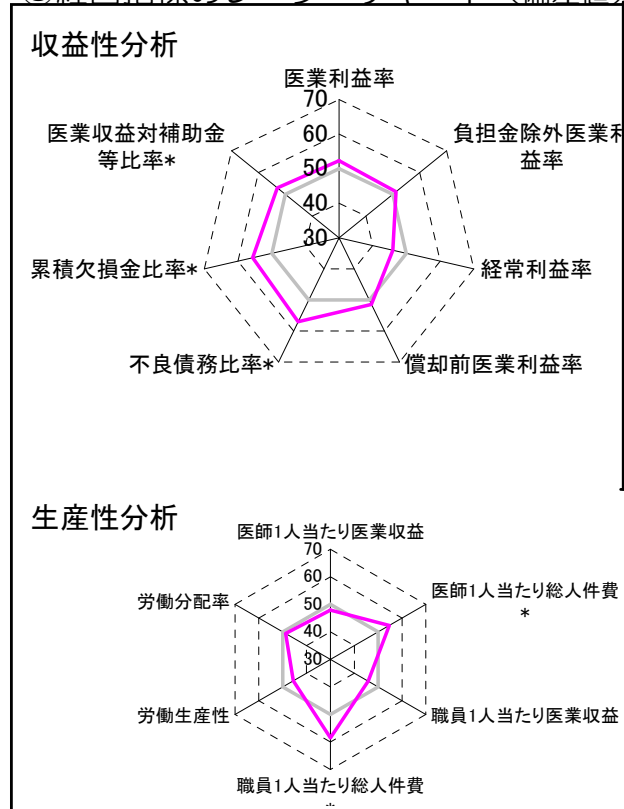 収益性分析
医業利益率
70
60
50
40
30
負担金除外医業利
益率
経常利益率
償却前医業利益率
不良債務比率*
累積欠損金比率*
医業収益対補助金
等比率*
生産性分析
医師1人当たり医業収益
70
60
50
40
30
医師1人当たり総人件費
*
職員1人当たり医業収益
職員1人当たり総人件費
*
労働生産性
労働分配率